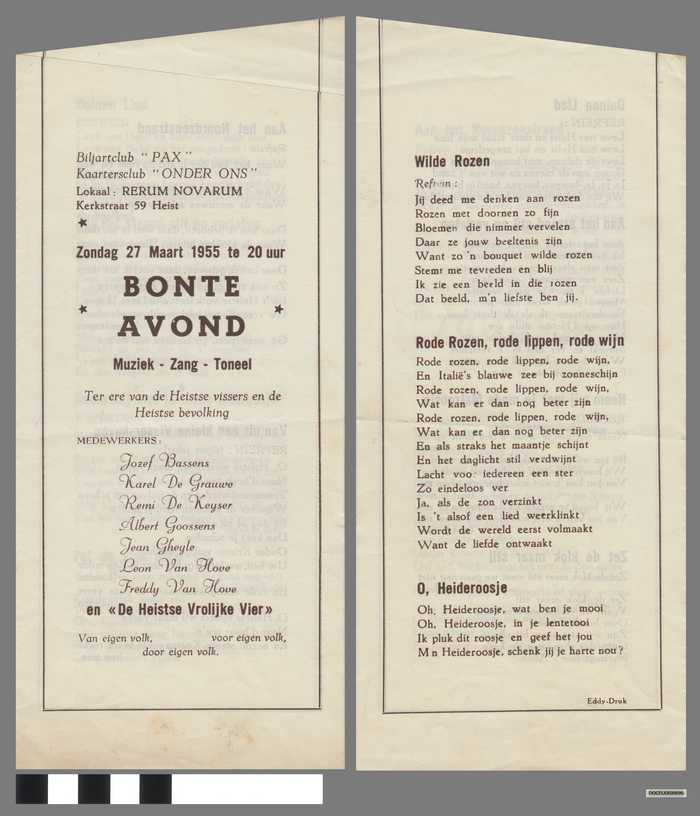 Biljartclub “ PAX ”
Kaartersclub “ ONDER ONS ”
Lokaal : RERUM NOVARUM
Kerkstraat 59 Heist
Zondag 27 Maart 1955 te 20 uur
BONTE
AVOND
Muziek - Zang - Toneel
Ter ere van de Heistse vissers en de
Heistse bevolking
MEDEWERKERS :
Jozef Bassens
Karel De Grauwe
Remi De Keyser
Albert Goossens
Jean Gheyle
Leon Van Hove
Freddy Van Hove
en «De Heistse Vrolijke Vier»
Van eigen volk, voor eigen volk,
door eigen volk.
Wilde Rozen
Refrein :
Jij deed me denken aan rozen
Rozen met doornen zo fijn
Bloemen die nimmer vervelen
Daar ze jouw beeltenis zijn
Want zo 'n bouquet wilde rozen
Stemt me tevreden en blij
Ik zie een beeld in die rozen
Dat beeld, m'n liefste ben jij.
Rode Rozen, rode lippen, rode wijn
Rode rozen, rode lippen, rode wijn,
En Italië's blauwe zee bij zonneschijn
Rode rozen, rode lippen, rode wijn,
Wat kan er dan nog beter zijn
Rode rozen, rode lippen, rode wijn,
Wat kan er dan nog beter zijn
En als straks het maantje schijnt
En het daglicht stil verdwijnt
Lacht voor iedereen een ster
Zo eindeloos ver
Ja, als de zon verzinkt
Is 't alsof een lied weerklinkt
Wordt de wereld eerst volmaakt
Want de liefde ontwaakt
O, Heideroosje
Oh, Heideroosje, wat ben je mooi
Oh, Heideroosje, in je lentetooi
Ik pluk dit roosje en geef het jou
M'n Heideroosje, schenk jij je harte nou ?
Eddy-Druk